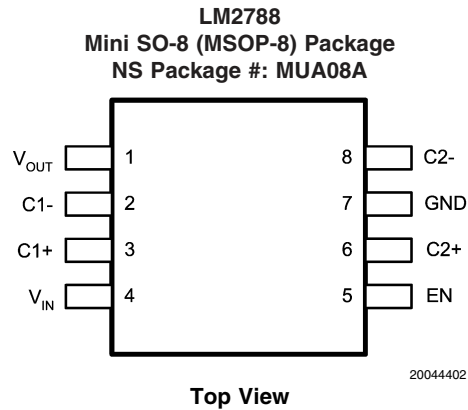 LM2788
Mini SO-8 (MSOP-8) Package
NS Package #: MUA08A
VOUT 1 8 C2-
C1- 2 7 GND
C1+ 3 6 C2+
VIN 4 5 EN
20044402
Top View